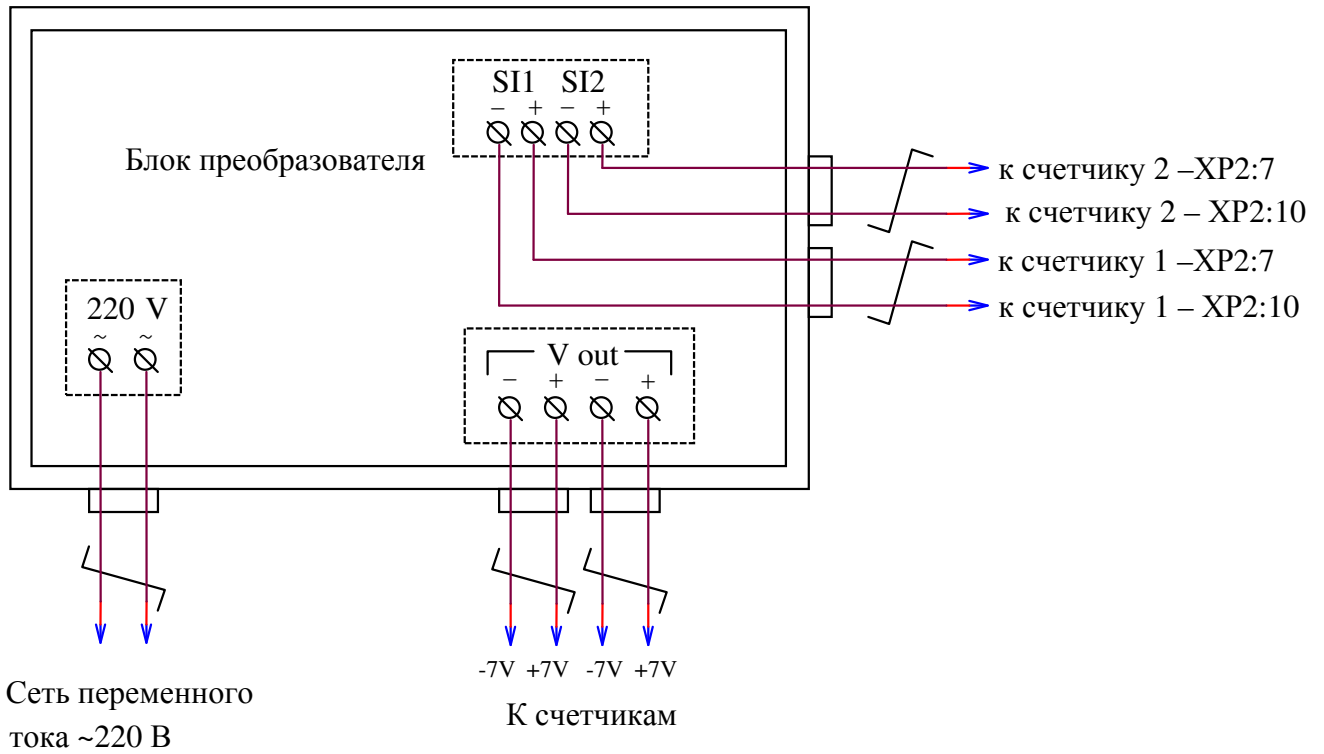 SI1 SI2
– + – +
Блок преобразователя
к счетчику 2 –XP2:7
к счетчику 2 – XP2:10
к счетчику 1 –XP2:7
к счетчику 1 – XP2:10
220 V
~ ~
V out
– + – +
-7V +7V -7V +7V
Сеть переменного
тока ~220 В
К счетчикам